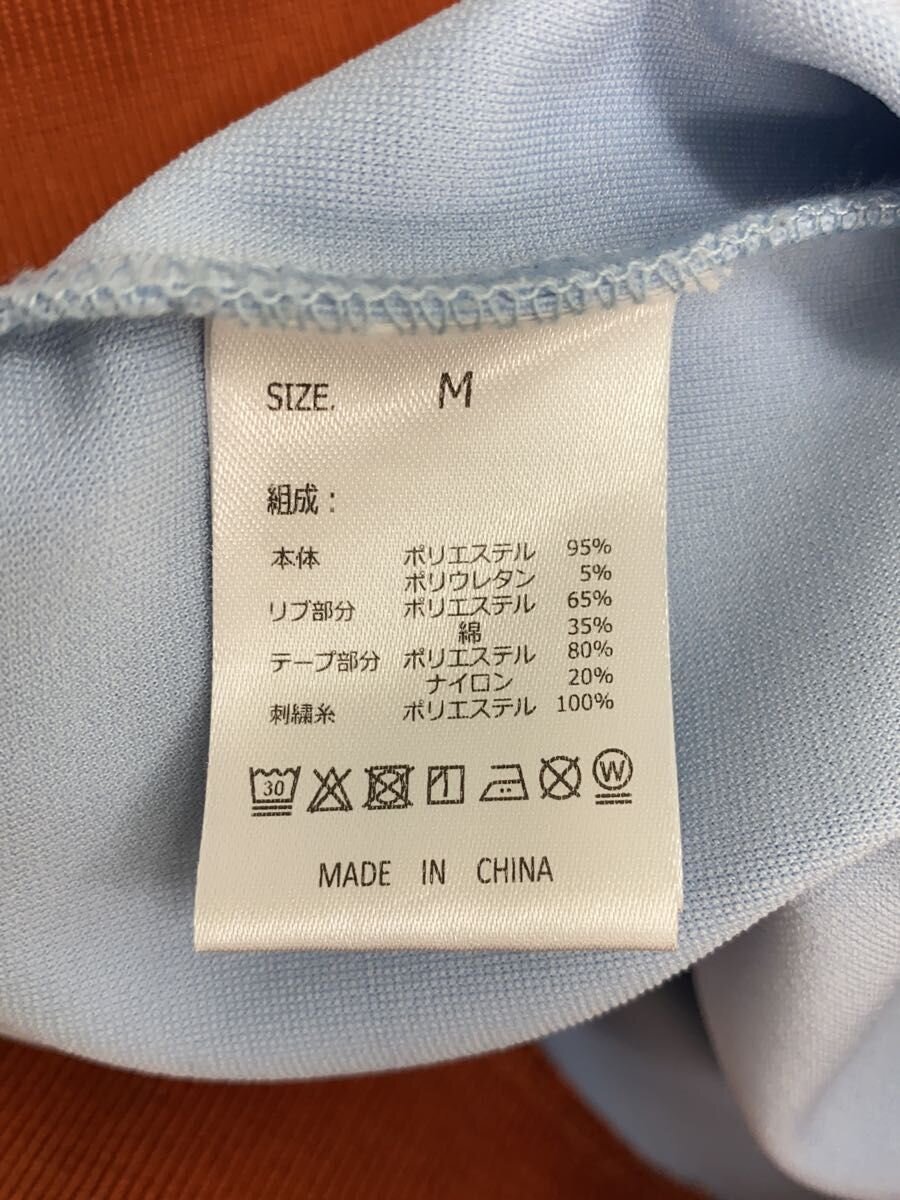 SIZE. M
組成：
本体 ポリエステル 95%
ポリウレタン 5%
リブ部分 ポリエステル 65%
綿 35%
テープ部分 ポリエステル 80%
ナイロン 20%
刺繍糸 ポリエステル 100%
30 W
MADE IN CHINA